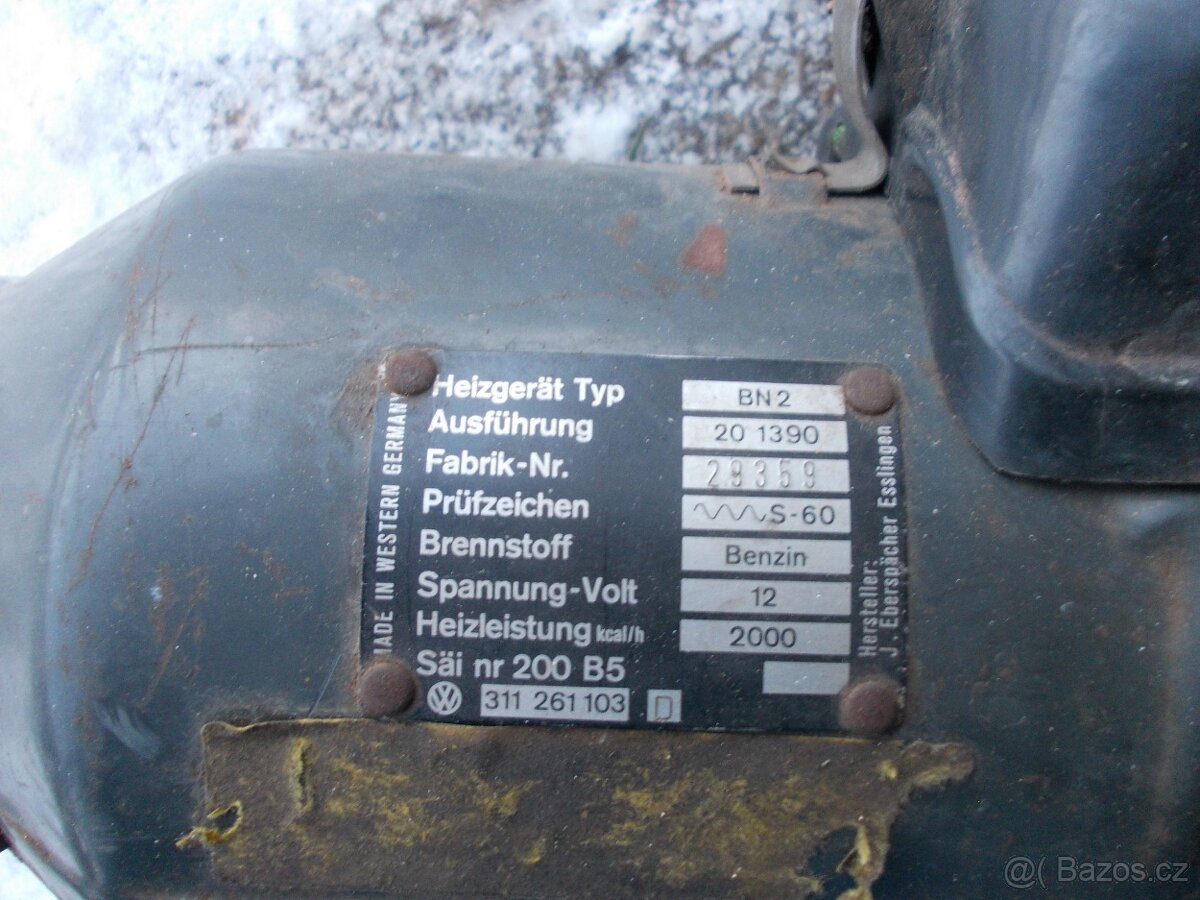 MADE IN WESTERN GERMANY
Heizgerät Typ BN2
Ausführung 20 1390
Fabrik-Nr. 29359
Prüfzeichen S-60
Brennstoff Benzin
Spannung-Volt 12
Heizleistung kcal/h 2000
Säi nr 200 B5
VW 311 261 103 D
Hersteller:
J. Eberspächer Esslingen
@( Bazos.cz